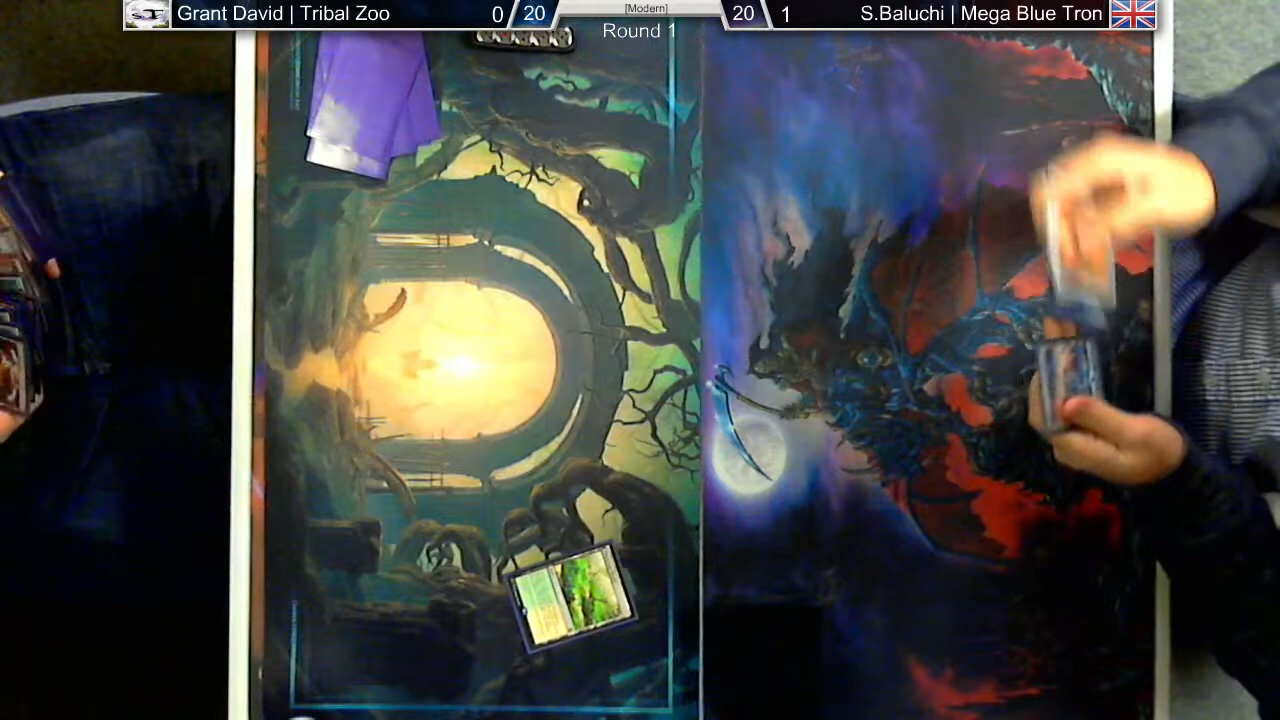 Grant David | Tribal Zoo 0 20 [Modern] 20 1 S.Baluchi | Mega Blue Tron
Round 1